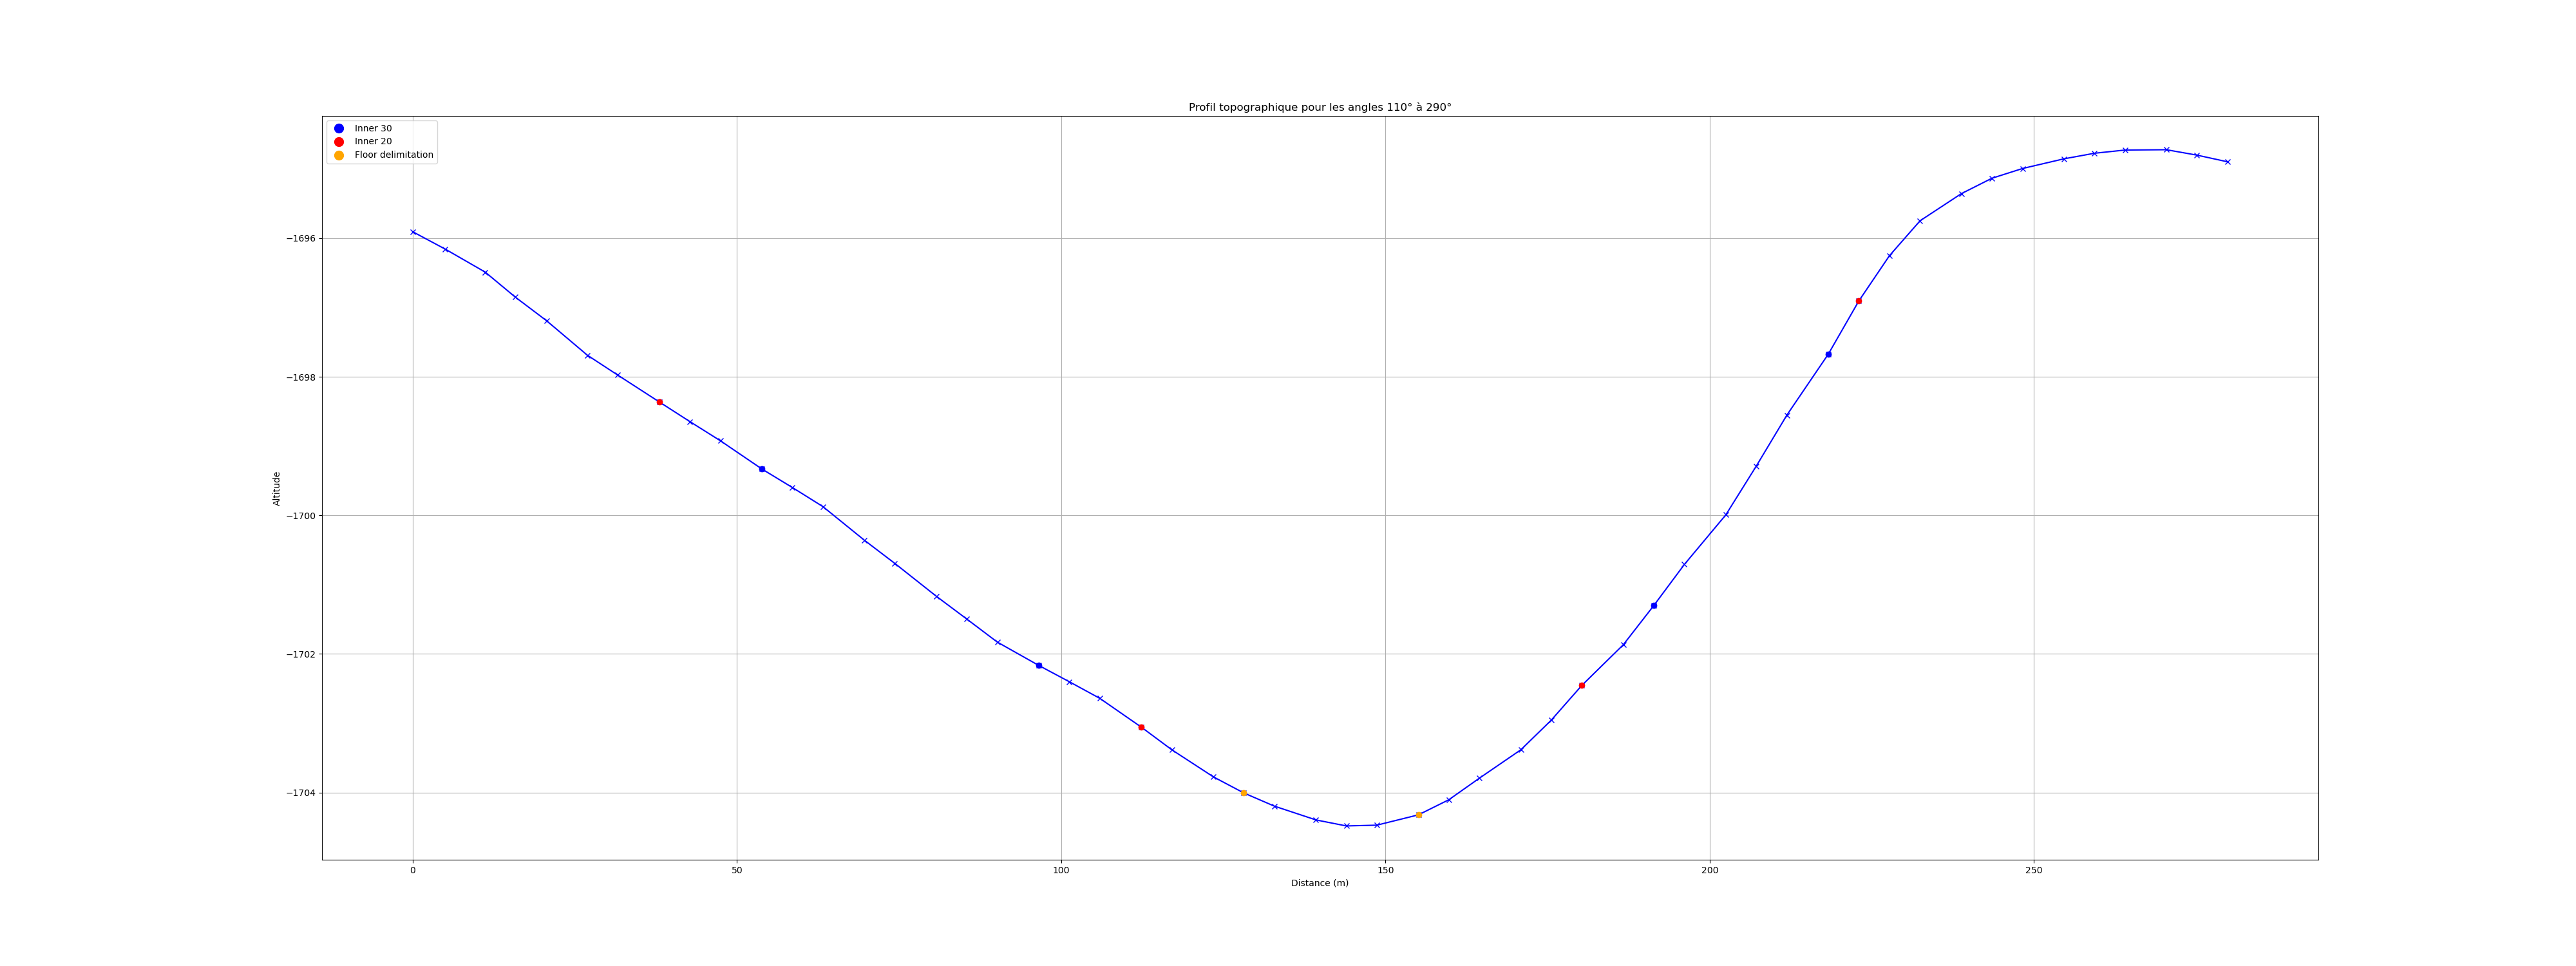 Profil topographique pour les angles 110° à 290°
Inner 30
Inner 20
Floor delimitation
−1696
−1698
−1700
−1702
−1704
Altitude
0
50
100
150
200
250
Distance (m)